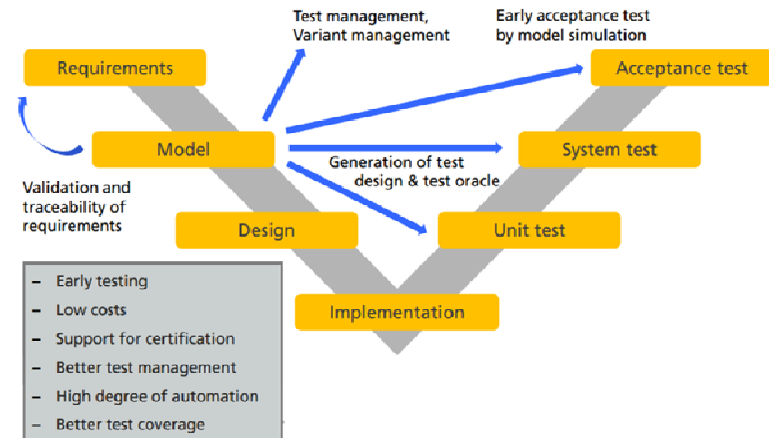 Test management,
Variant management
Early acceptance test
by model simulation
Requirements
Acceptance test
Model
System test
Generation of test
design & test oracle
Validation and
traceability of
requirements
Design
Unit test
– Early testing
– Low costs
– Support for certification
– Better test management
– High degree of automation
– Better test coverage
Implementation